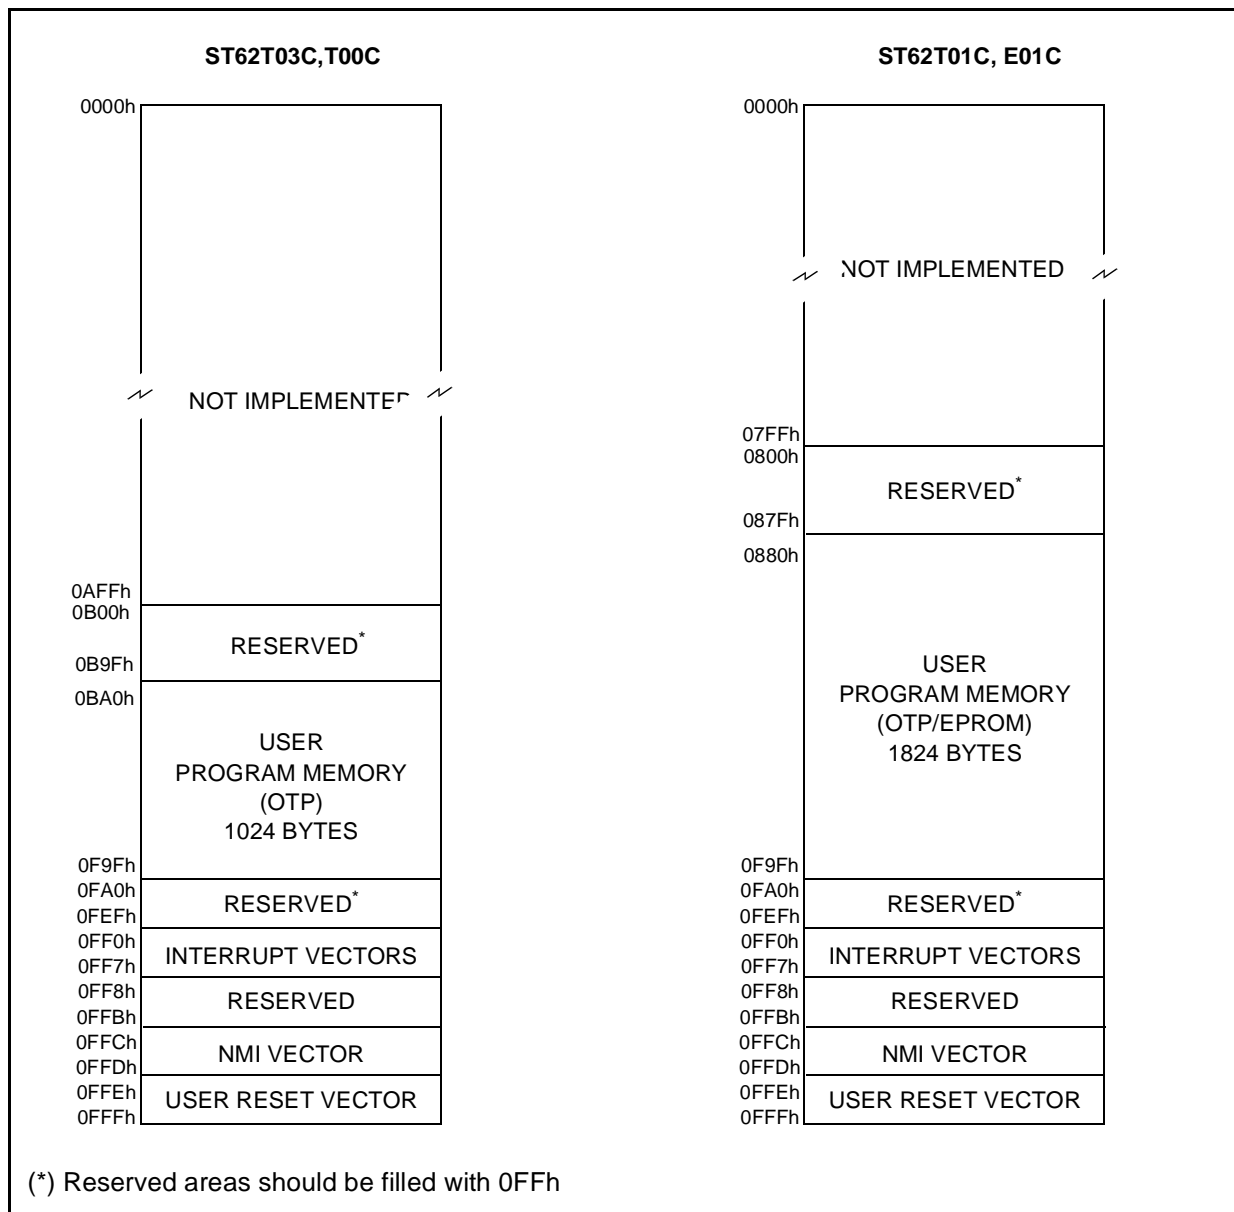 ST62T03C,T00C
0000h
NOT IMPLEMENTED
0AFFh
0B00h
RESERVED*
0B9Fh
0BA0h
USER
PROGRAM MEMORY
(OTP)
1024 BYTES
0F9Fh
0FA0h
RESERVED*
0FEFh
0FF0h
INTERRUPT VECTORS
0FF7h
0FF8h
RESERVED
0FFBh
0FFCh
NMI VECTOR
0FFDh
0FFEh
USER RESET VECTOR
0FFFh
ST62T01C, E01C
0000h
NOT IMPLEMENTED
07FFh
0800h
RESERVED*
087Fh
0880h
USER
PROGRAM MEMORY
(OTP/EPROM)
1824 BYTES
0F9Fh
0FA0h
RESERVED*
0FEFh
0FF0h
INTERRUPT VECTORS
0FF7h
0FF8h
RESERVED
0FFBh
0FFCh
NMI VECTOR
0FFDh
0FFEh
USER RESET VECTOR
0FFFh
(*) Reserved areas should be filled with 0FFh